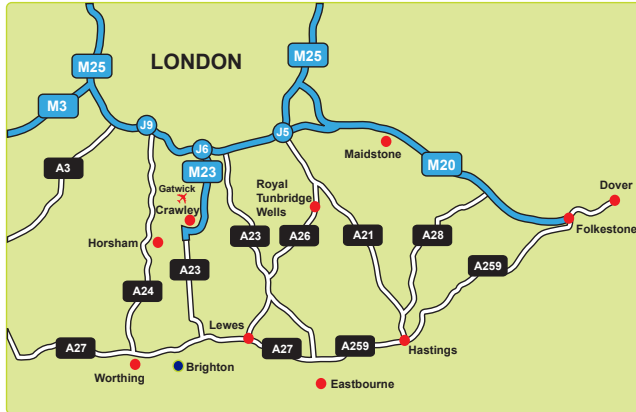 M25
LONDON
M25
M3
J9
J6
J5
A3
M23
Maidstone
M20
Gatwick
Crawley
Royal
Tunbridge
Wells
Dover
Folkestone
Horsham
A23
A23
A26
A21
A28
A259
A24
Lewes
A27
A27
A259
Hastings
Worthing
Brighton
Eastbourne